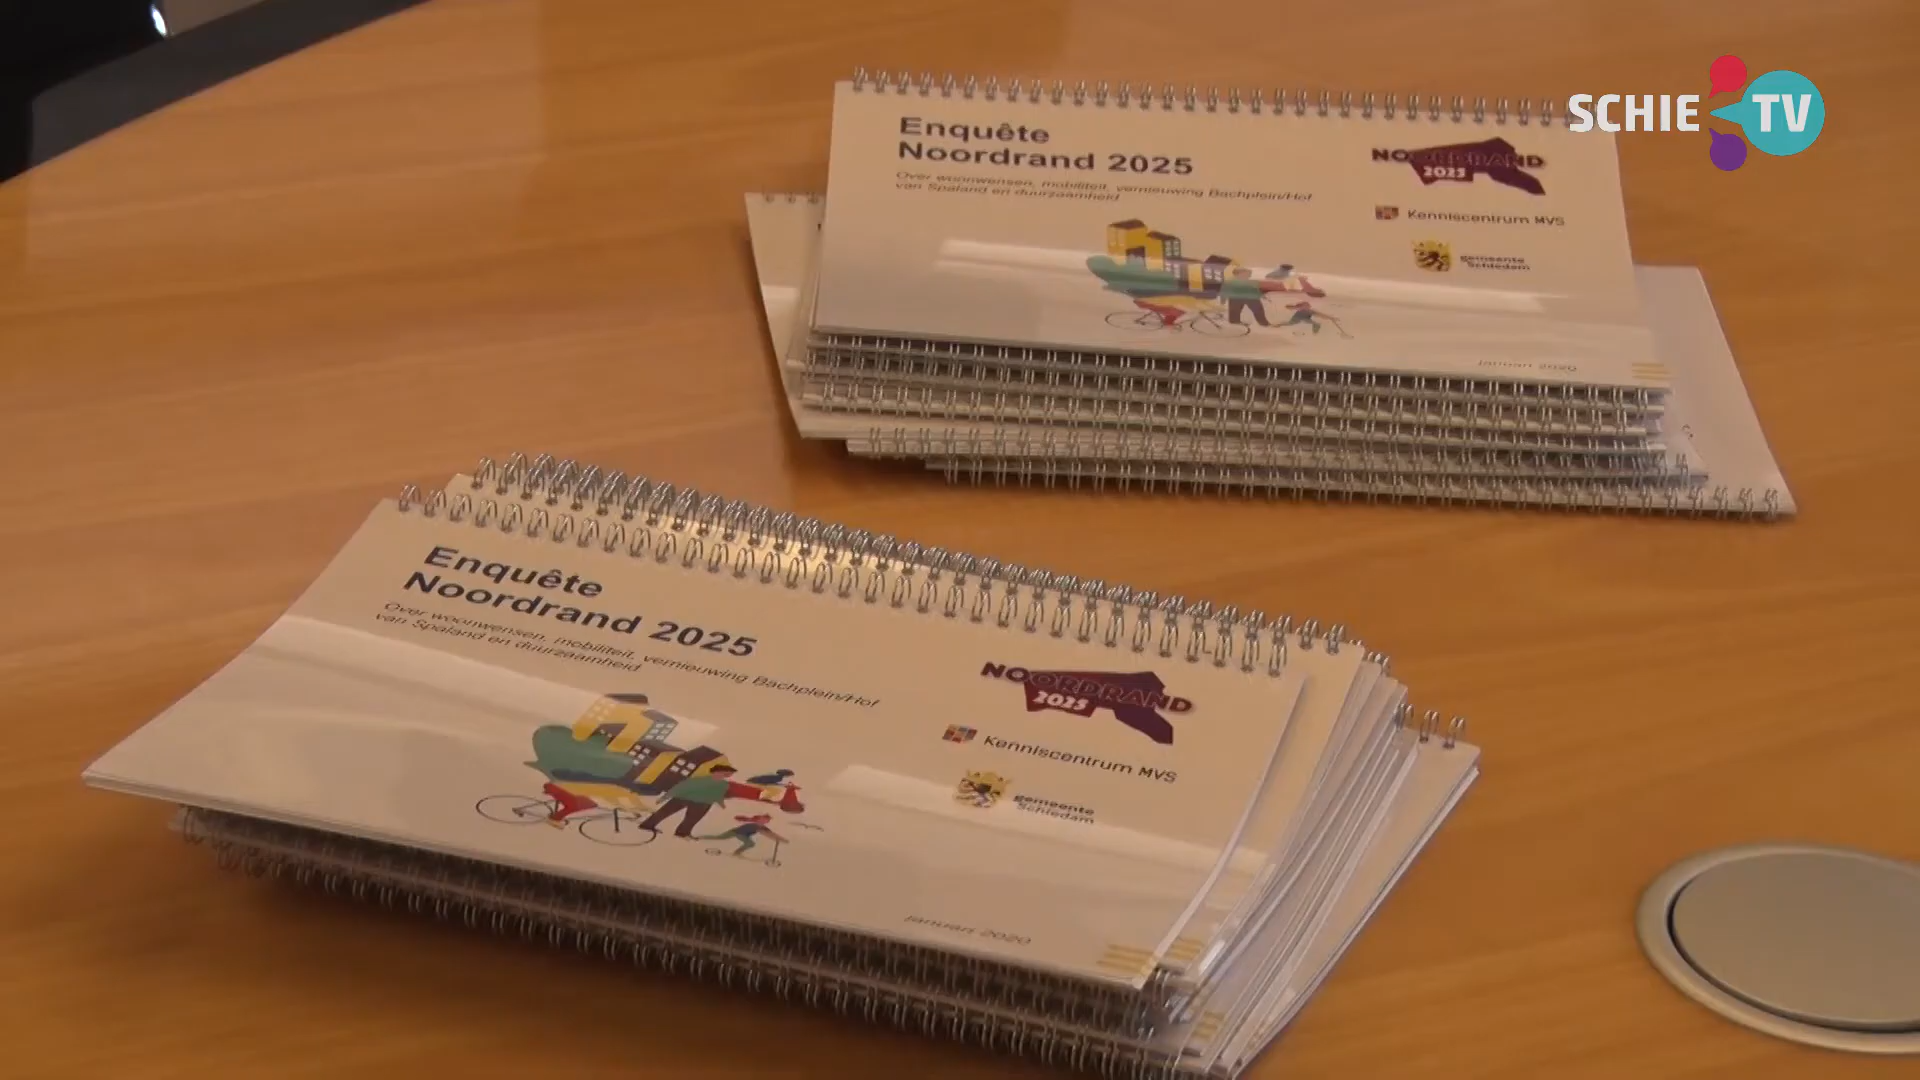 SCHIE TV
Enquête
Noordrand 2025
Over woonwensen, mobiliteit, vernieuwing Bachplein/Hof
van Spaland en duurzaamheid
NOORDRAND
2025
Kenniscentrum MVS
gemeente
Schiedam
januari 2020
Enquête
Noordrand 2025
Over woonwensen, mobiliteit, vernieuwing Bachplein/Hof
van Spaland en duurzaamheid
NOORDRAND
2025
Kenniscentrum MVS
gemeente
Schiedam
januari 2020